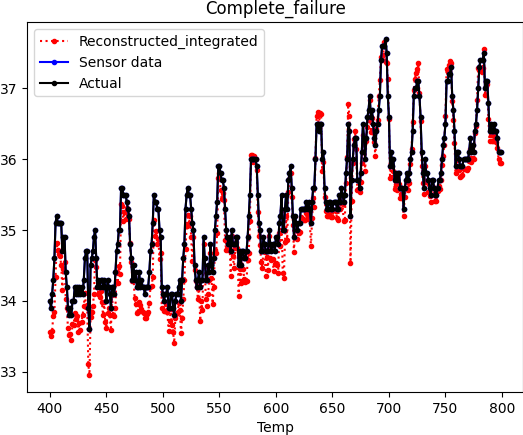 Complete_failure
Reconstructed_integrated
Sensor data
Actual
37
36
35
34
33
400 450 500 550 600 650 700 750 800
Temp